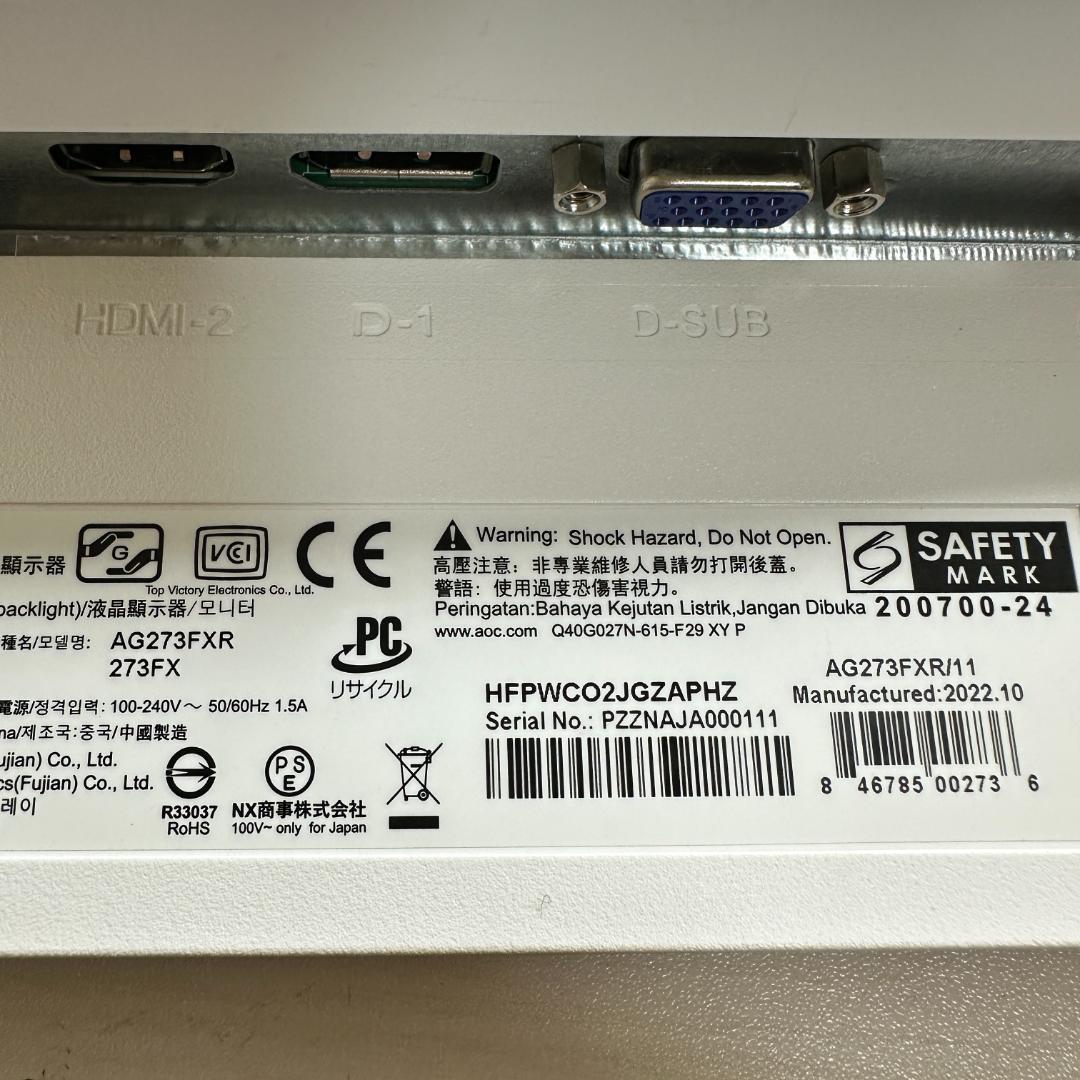 HDMI-2
D-1
D-SUB
顯示器
G
VCI
CE
Top Victory Electronics Co., Ltd.
Warning: Shock Hazard, Do Not Open.
高壓注意：非專業維修人員請勿打開後蓋。
警語：使用過度恐傷害視力。
Peringatan:Bahaya Kejutan Listrik,Jangan Dibuka
www.aoc.com Q40G027N-615-F29 XY P
SAFETY
MARK
200700-24
backlight)/液晶顯示器/모니터
種名/모델명: AG273FXR
273FX
PC
リサイクル
電源/정격입력: 100-240V～ 50/60Hz 1.5A
na/제조국:중국/中國製造
ujian) Co., Ltd.
cs(Fujian) Co., Ltd.
레이
R33037
RoHS
PSE
NX商事株式会社
100V~ only for Japan
HFPWCO2JGZAPHZ
Serial No.: PZZNAJA000111
AG273FXR/11
Manufactured:2022.10
8 46785 00273 6